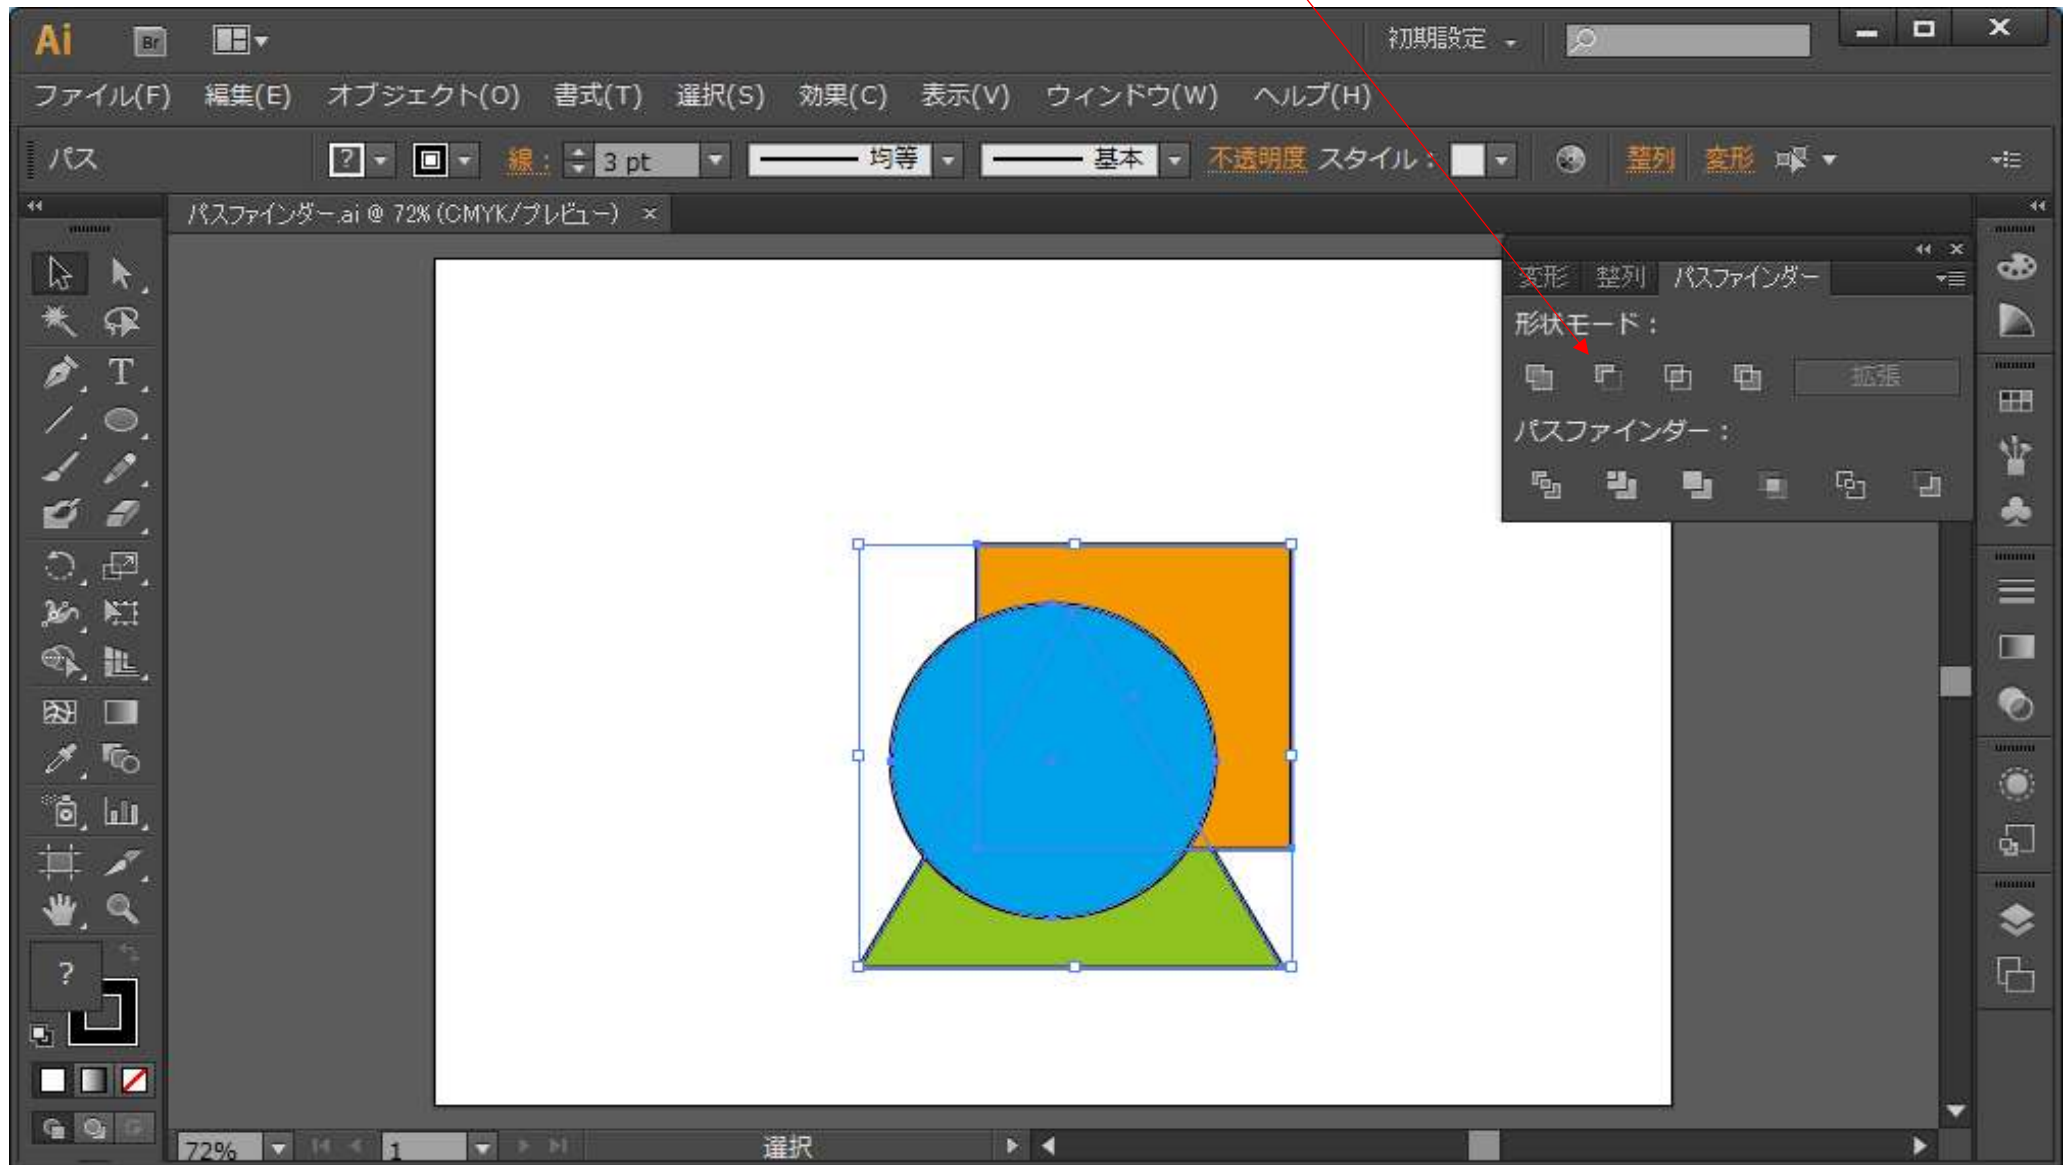 Ai Br 初期設定
ファイル(F) 編集(E) オブジェクト(O) 書式(T) 選択(S) 効果(C) 表示(V) ウィンドウ(W) ヘルプ(H)
パス ? 線： 3 pt 均等 基本 不透明度 スタイル： 整列 変形
パスファインダー.ai @ 72% (CMYK/プレビュー) ×
変形 整列 パスファインダー
形状モード：
拡張
パスファインダー：
T
?
72% 1 選択